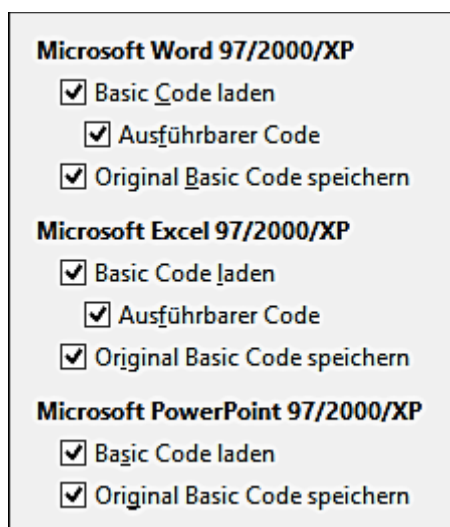 Microsoft Word 97/2000/XP
Basic Code laden
Ausführbarer Code
Original Basic Code speichern
Microsoft Excel 97/2000/XP
Basic Code laden
Ausführbarer Code
Original Basic Code speichern
Microsoft PowerPoint 97/2000/XP
Basic Code laden
Original Basic Code speichern